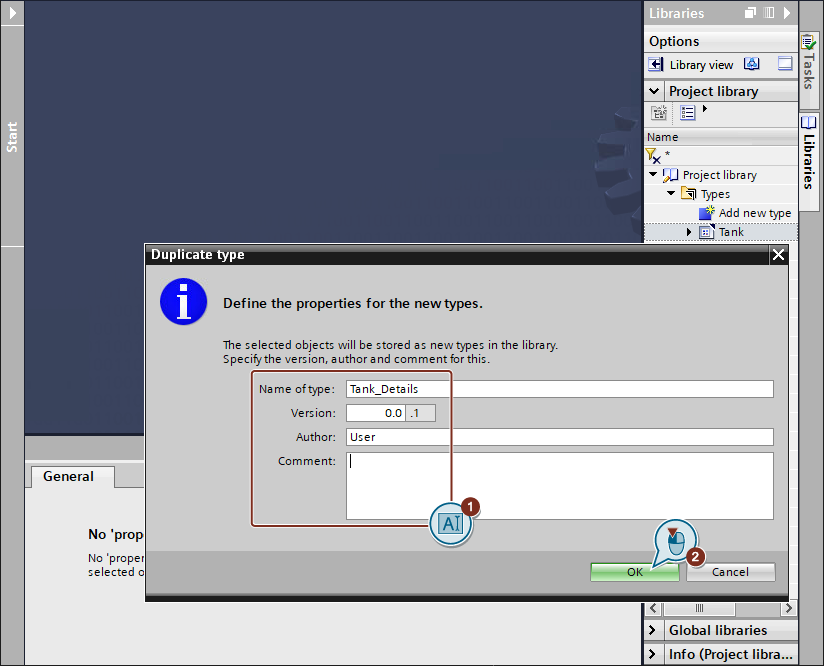 Libraries
Options
Library view
Project library
Name
*
Project library
Types
Add new type
Tank
Start
Tasks
Libraries
Duplicate type
Define the properties for the new types.
The selected objects will be stored as new types in the library.
Specify the version, author and comment for this.
Name of type: Tank_Details
Version: 0.0 .1
Author: User
Comment:
AI 1
2
OK Cancel
General
No 'prop
No 'proper
selected o
Global libraries
Info (Project libra...